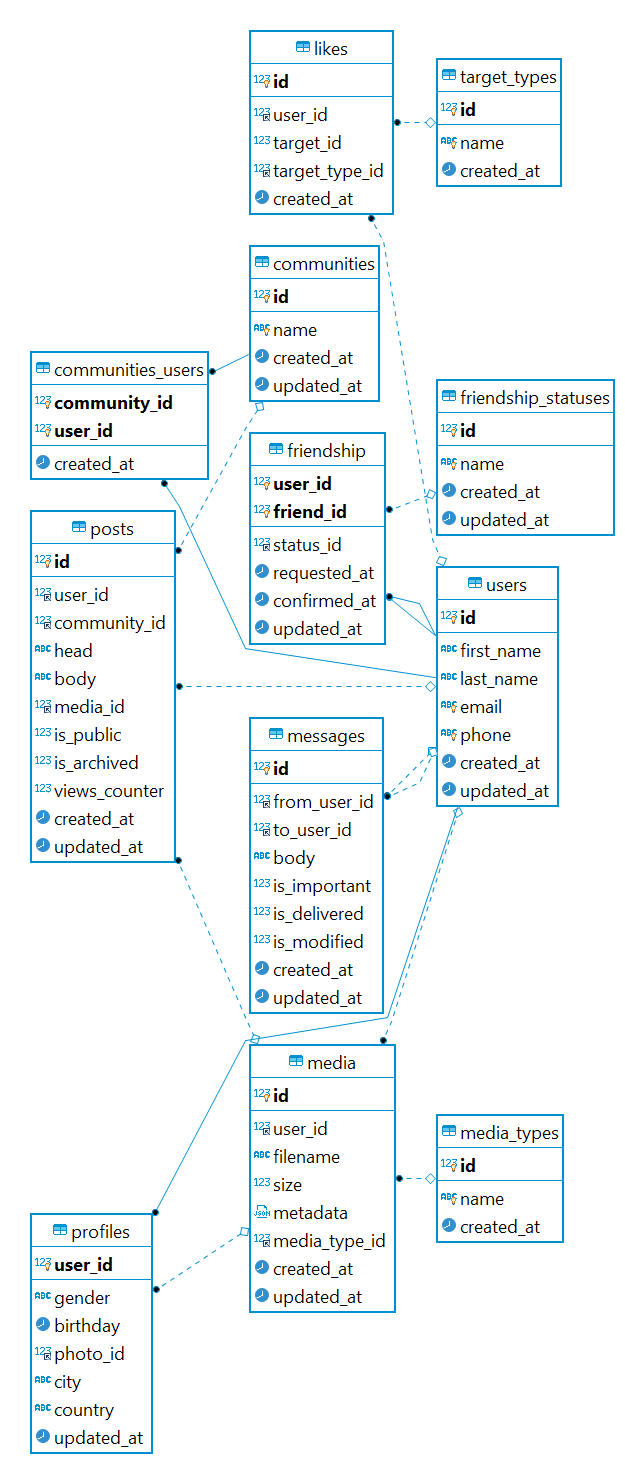 likes
id
user_id
target_id
target_type_id
created_at
target_types
id
name
created_at
communities
id
name
created_at
updated_at
communities_users
community_id
user_id
created_at
friendship_statuses
id
name
created_at
updated_at
friendship
user_id
friend_id
status_id
requested_at
confirmed_at
updated_at
posts
id
user_id
community_id
head
body
media_id
is_public
is_archived
views_counter
created_at
updated_at
users
id
first_name
last_name
email
phone
created_at
updated_at
messages
id
from_user_id
to_user_id
body
is_important
is_delivered
is_modified
created_at
updated_at
media
id
user_id
filename
size
metadata
media_type_id
created_at
updated_at
media_types
id
name
created_at
profiles
user_id
gender
birthday
photo_id
city
country
updated_at